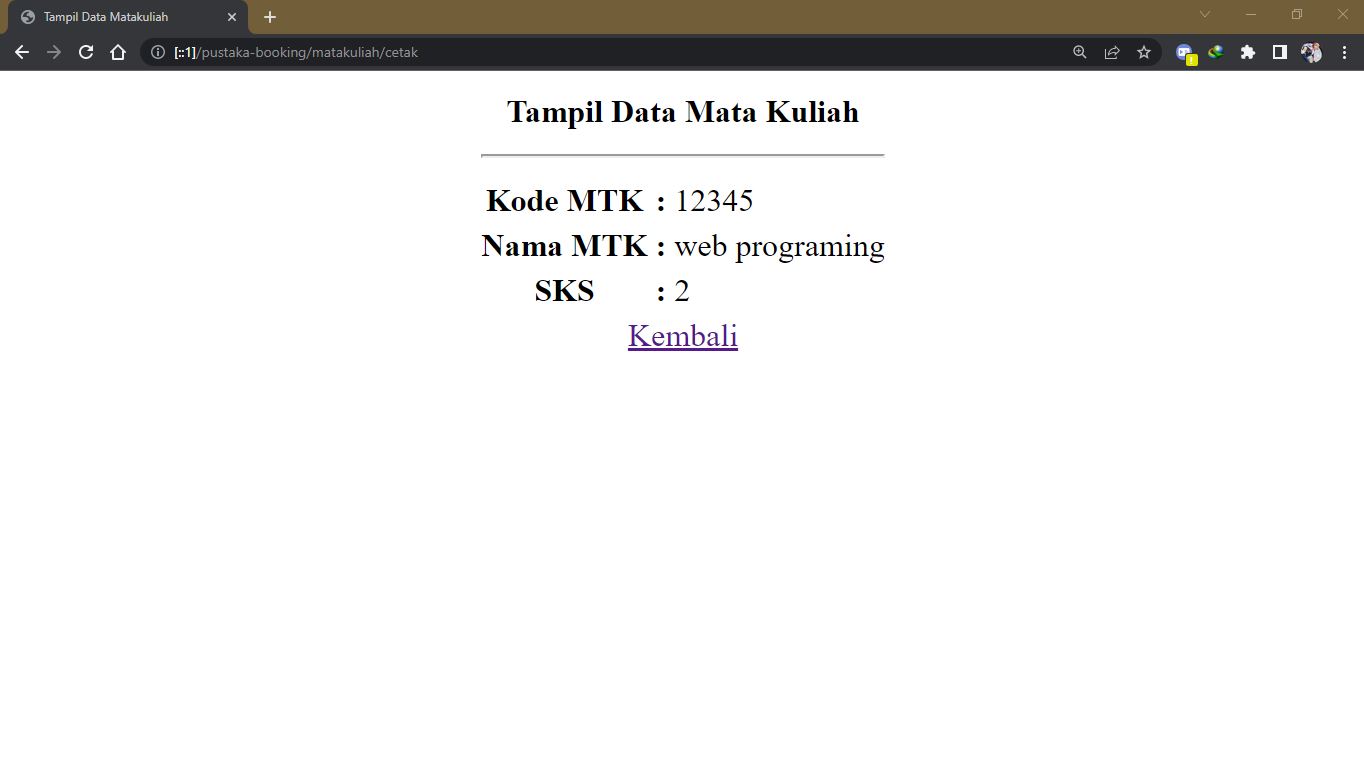 Tampil Data Matakuliah
[::1]/pustaka-booking/matakuliah/cetak
Tampil Data Mata Kuliah
Kode MTK : 12345
Nama MTK : web programing
SKS : 2
Kembali